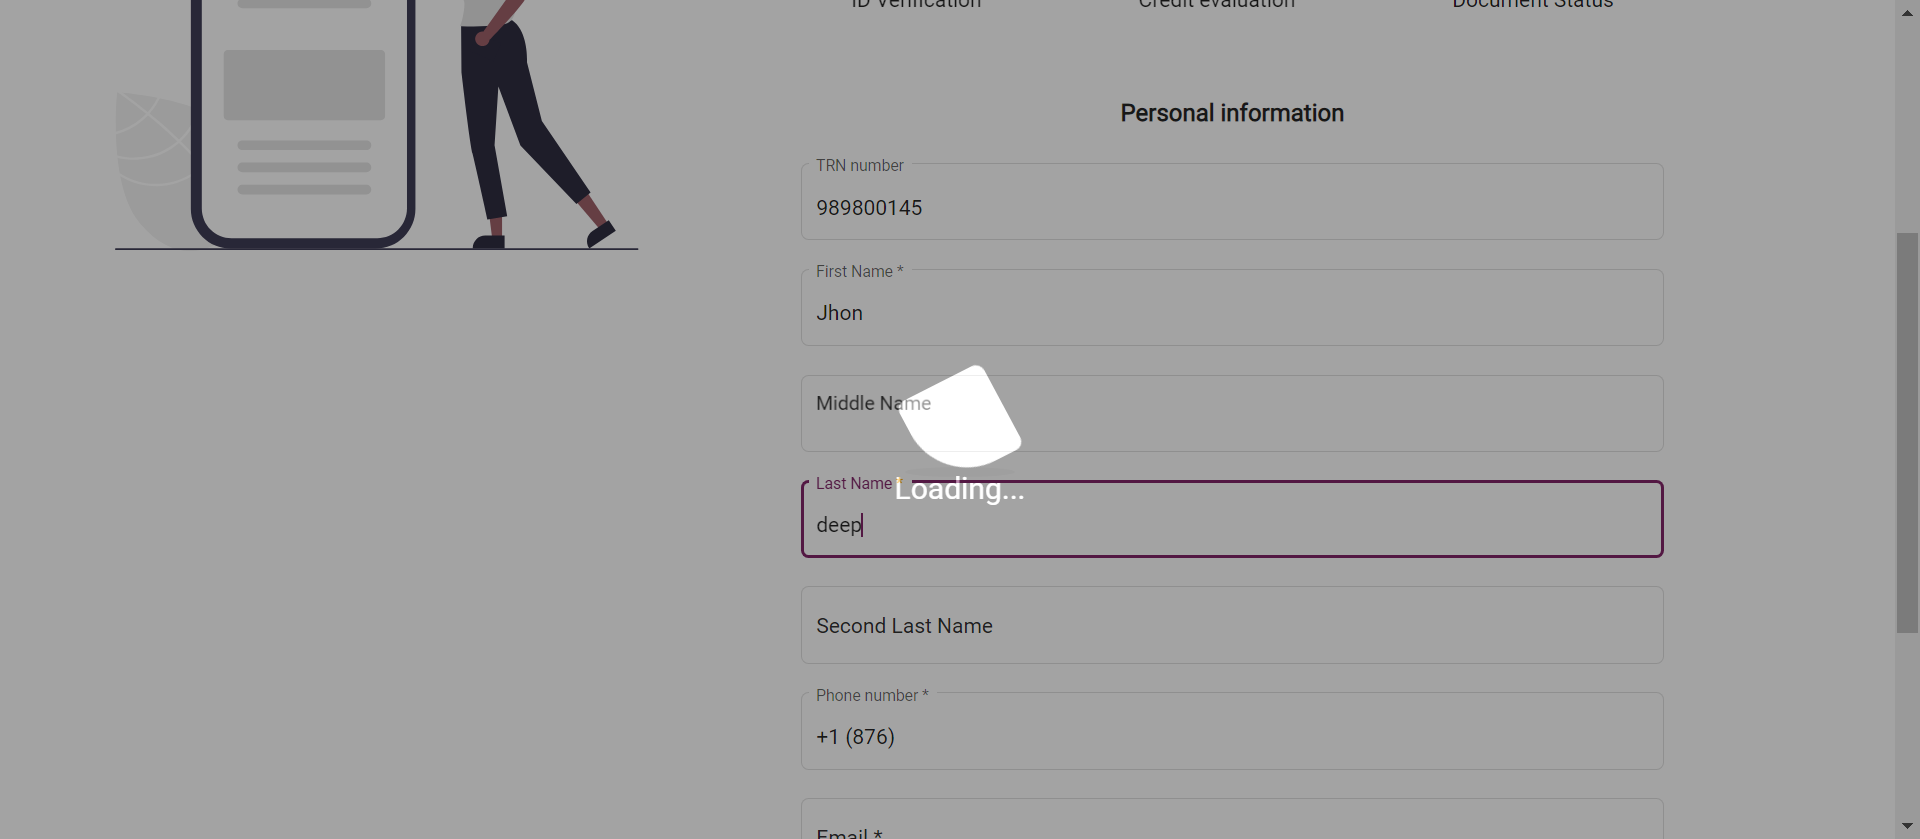 ID Verification
Credit evaluation
Document Status
Personal information
TRN number
989800145
First Name *
Jhon
Middle Name
Last Name *
Loading...
deep
Second Last Name
Phone number *
+1 (876)
Email *